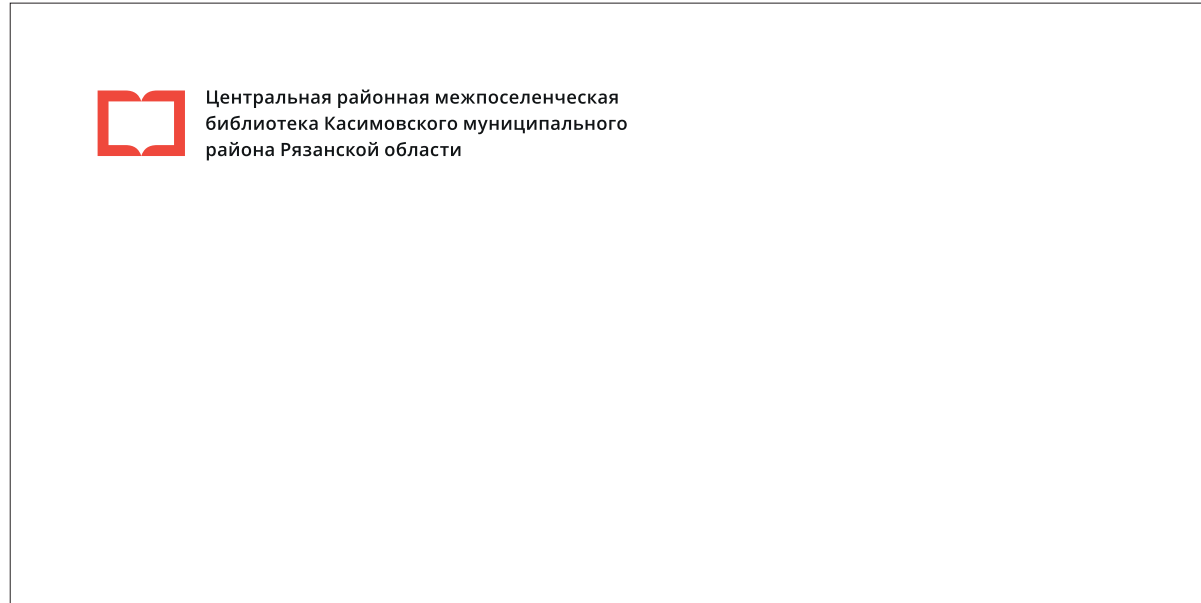 Центральная районная межпоселенческая
библиотека Касимовского муниципального
района Рязанской области